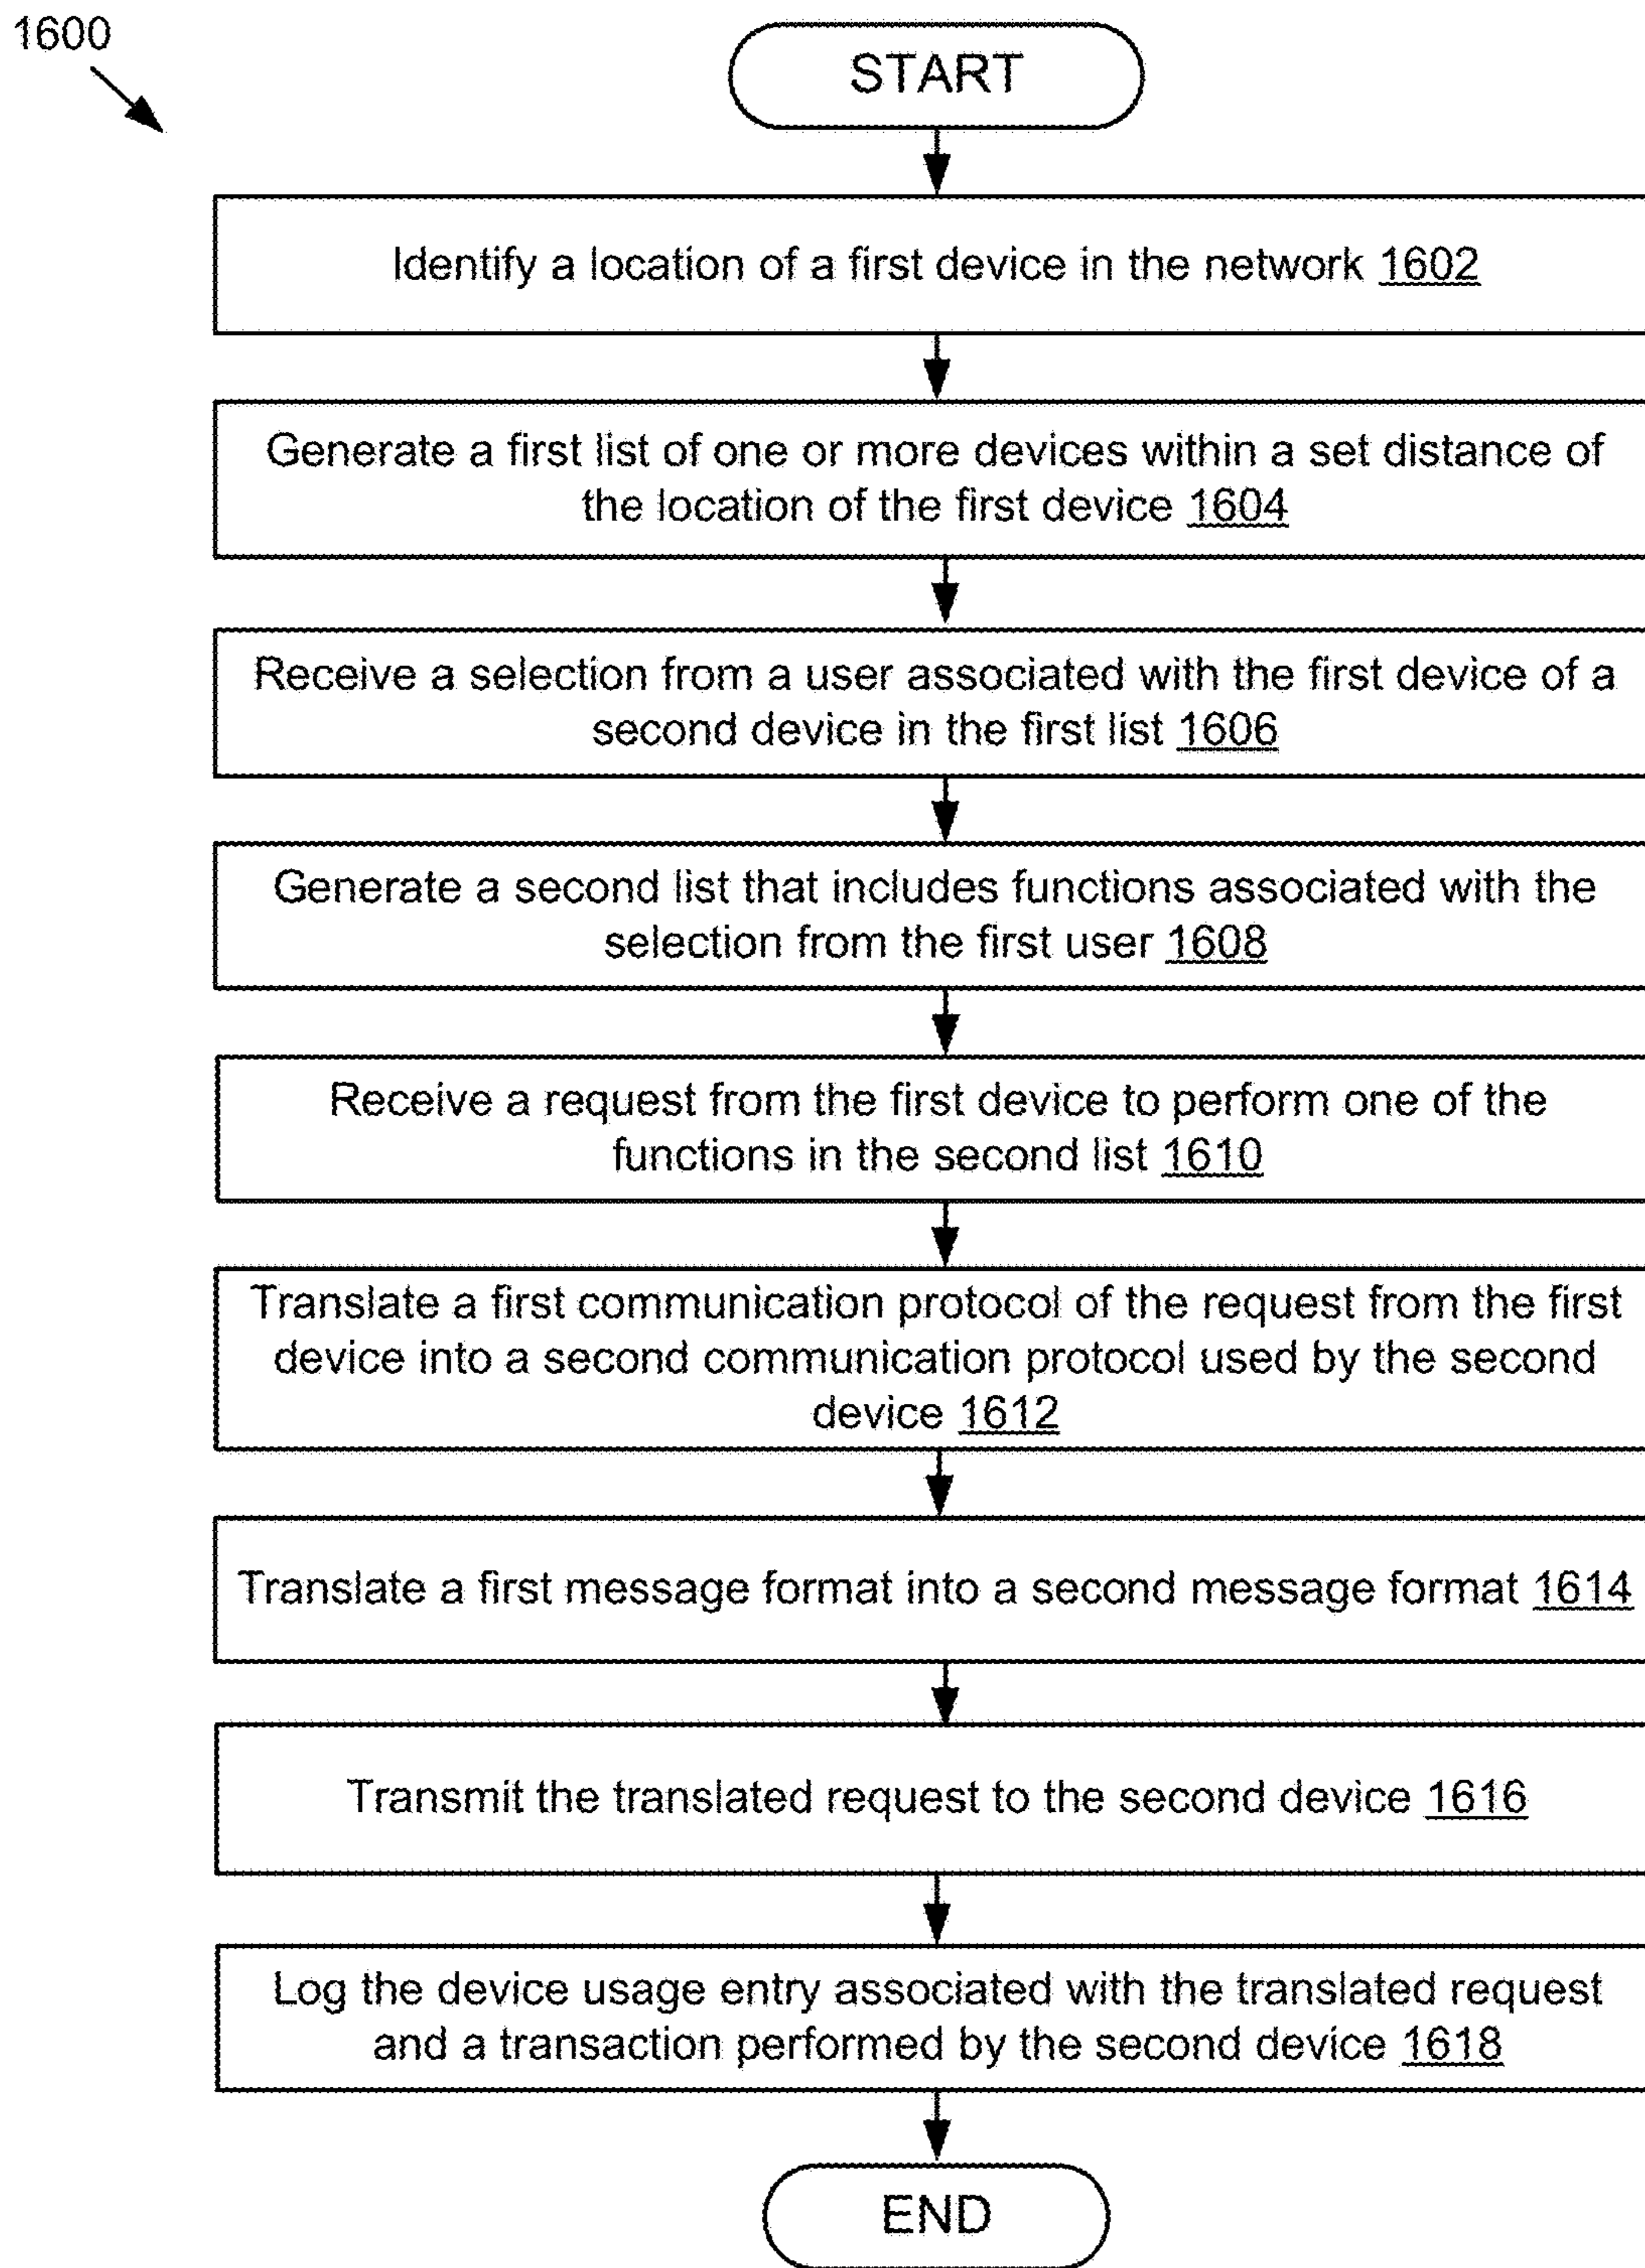 1600
START
Identify a location of a first device in the network 1602
Generate a first list of one or more devices within a set distance of
the location of the first device 1604
Receive a selection from a user associated with the first device of a
second device in the first list 1606
Generate a second list that includes functions associated with the
selection from the first user 1608
Receive a request from the first device to perform one of the
functions in the second list 1610
Translate a first communication protocol of the request from the first
device into a second communication protocol used by the second
device 1612
Translate a first message format into a second message format 1614
Transmit the translated request to the second device 1616
Log the device usage entry associated with the translated request
and a transaction performed by the second device 1618
END